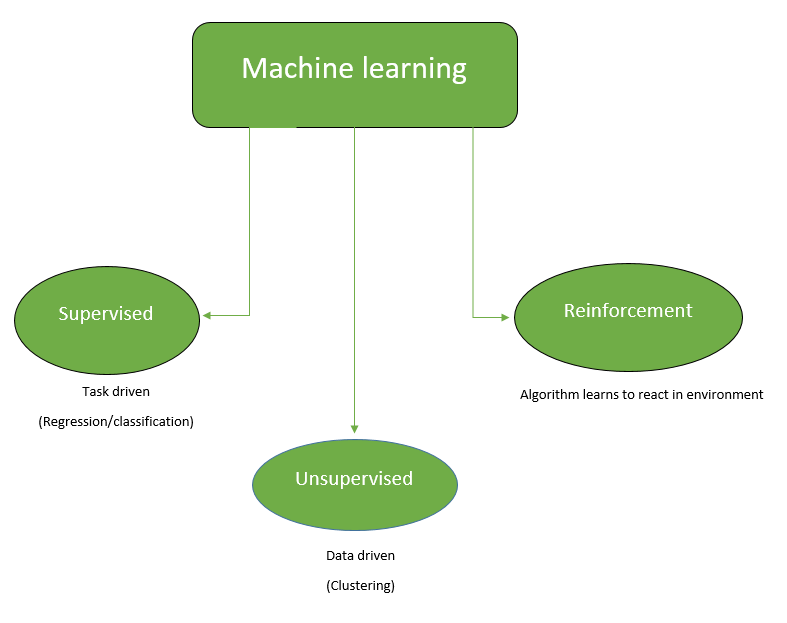 Machine learning
Supervised
Task driven
(Regression/classification)
Unsupervised
Data driven
(Clustering)
Reinforcement
Algorithm learns to react in environment